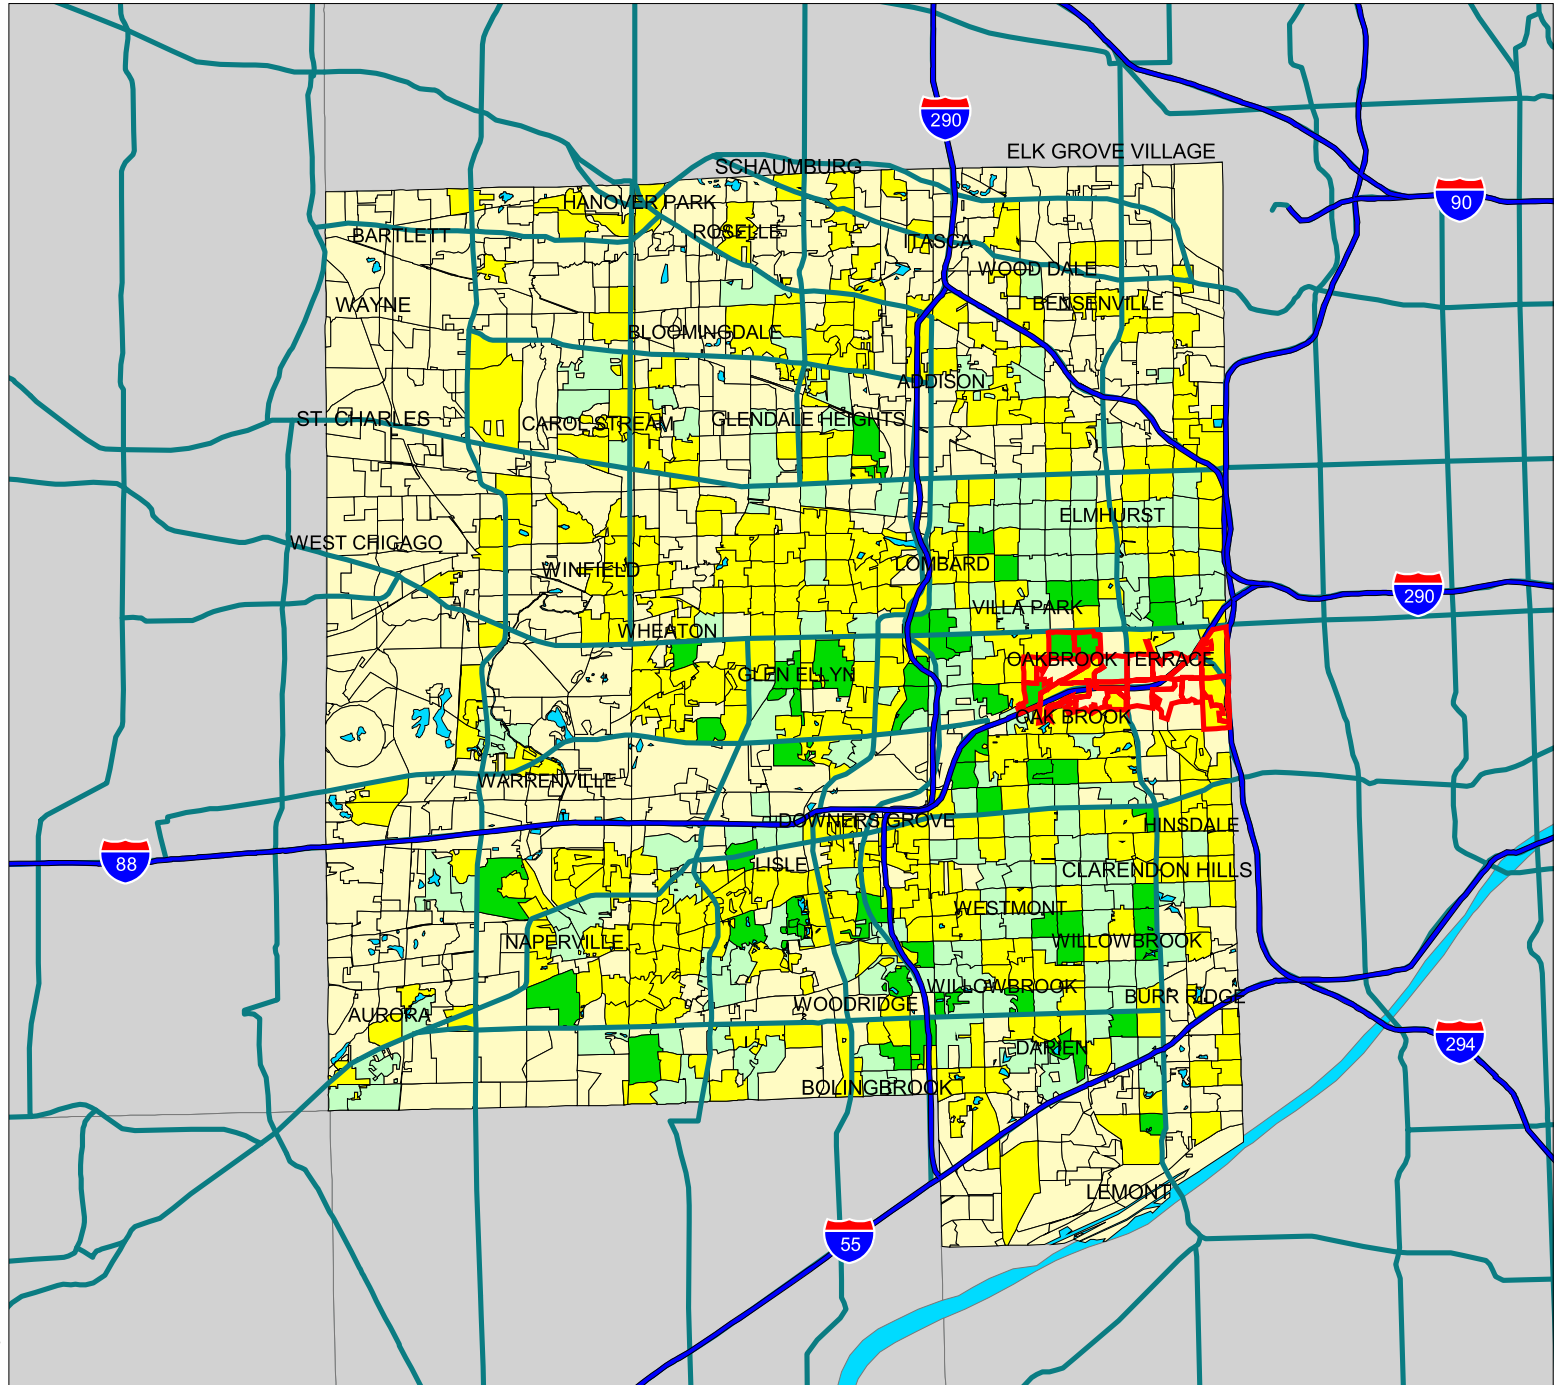 290
ELK GROVE VILLAGE
SCHAUMBURG
90
HANOVER PARK
ROSELLE
BARTLETT
ITASCA
WOOD DALE
WAYNE
BENSENVILLE
BLOOMINGDALE
ADDISON
ST. CHARLES
CAROL STREAM
GLENDALE HEIGHTS
ELMHURST
WEST CHICAGO
WINFIELD
LOMBARD
290
VILLA PARK
WHEATON
OAKBROOK TERRACE
GLEN ELLYN
OAK BROOK
WARRENVILLE
DOWNERS GROVE
HINSDALE
88
LISLE
CLARENDON HILLS
WESTMONT
NAPERVILLE
WILLOWBROOK
WILLOWBROOK
BURR RIDGE
WOODRIDGE
AURORA
294
DARIEN
BOLINGBROOK
LEMONT
55